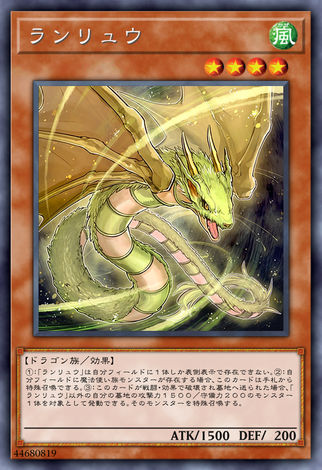 ランリュウ
風
【ドラゴン族／効果】
①：「ランリュウ」は自分フィールドに１体しか表側表示で存在できない。②：自
分フィールドに魔法使い族モンスターが存在する場合、このカードは手札から
特殊召喚できる。③：このカードが戦闘・効果で破壊され墓地へ送られた場合、「
ランリュウ」以外の自分の墓地の攻撃力１５００／守備力２００のモンスター
１体を対象として発動できる。そのモンスターを特殊召喚する。
ATK/1500 DEF/ 200
44680819